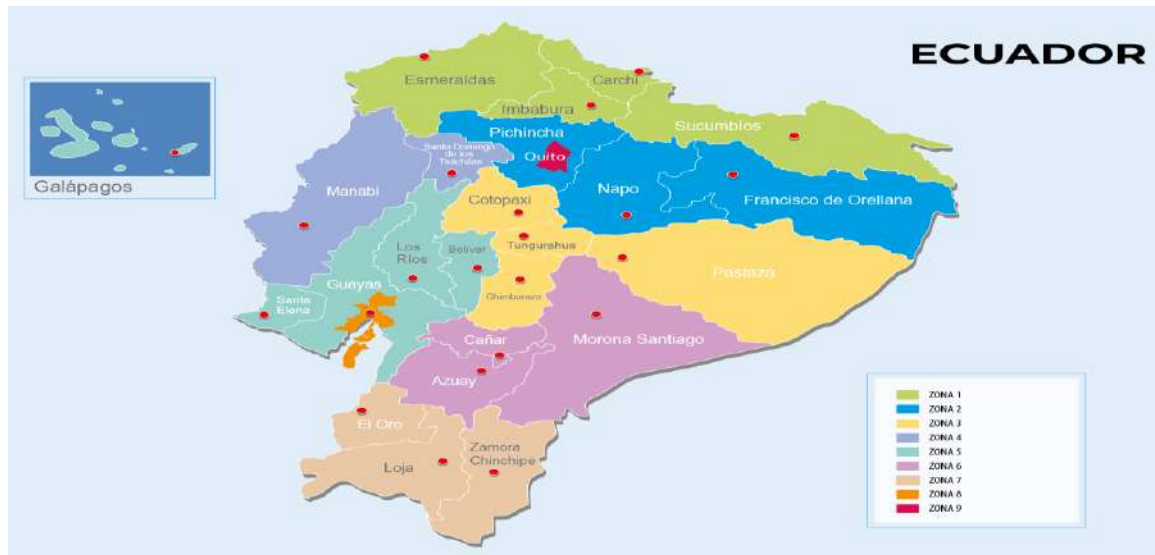 ECUADOR
Esmeraldas
Carchi
Imbabura
Sucumbíos
Pichincha
Quito
Santo Domingo
de los
Tsáchilas
Galápagos
Manabí
Napo
Francisco de Orellana
Cotopaxi
Tungurahua
Los
Ríos
Bolívar
Pastaza
Guayas
Chimborazo
Santa
Elena
Cañar
Morona Santiago
Azuay
El Oro
Zamora
Chinchipe
Loja
ZONA 1
ZONA 2
ZONA 3
ZONA 4
ZONA 5
ZONA 6
ZONA 7
ZONA 8
ZONA 9